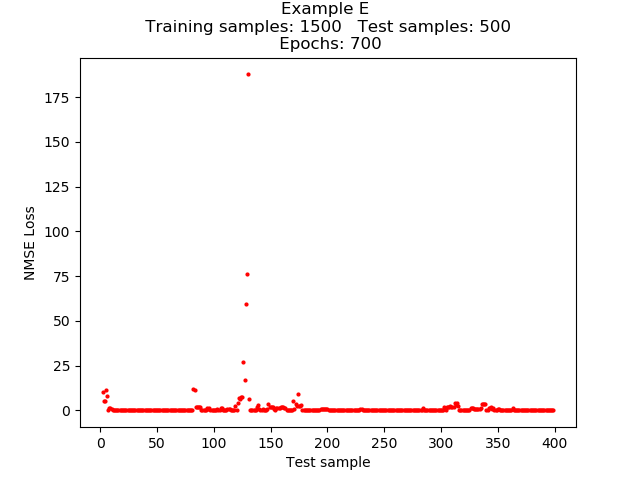 Example E
Training samples: 1500   Test samples: 500
Epochs: 700
175
150
125
100
75
50
25
0
NMSE Loss
0 50 100 150 200 250 300 350 400
Test sample